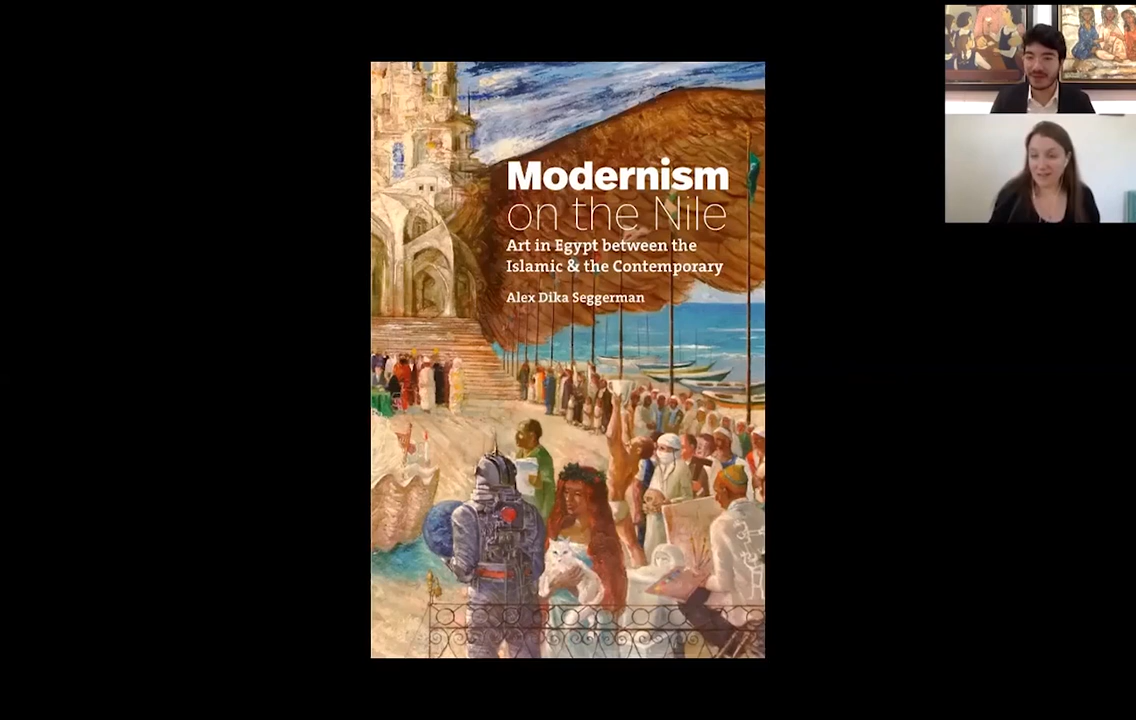 Modernism
on the Nile
Art in Egypt between the
Islamic & the Contemporary
Alex Dika Seggerman